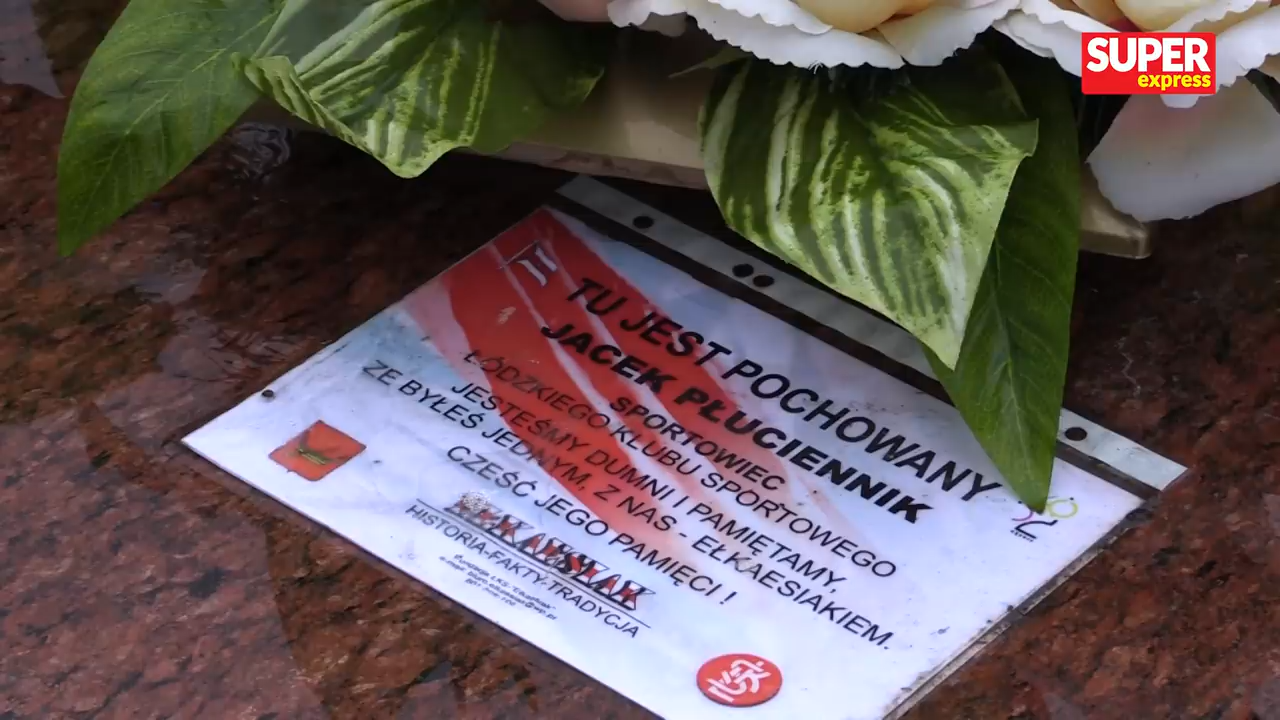 SUPER
express
TU JEST POCHOWANY
JACEK PŁUCIENNIK
SPORTOWIEC
ŁÓDZKIEGO KLUBU SPORTOWEGO
JESTEŚMY DUMNI I PAMIĘTAMY,
ZE BYŁEŚ JEDNYM, Z NAS - EŁKAESIAKIEM.
CZEŚĆ JEGO PAMIĘCI !
EŁKAESIAK
HISTORIA-FAKTY-TRADYCJA
ŁKS